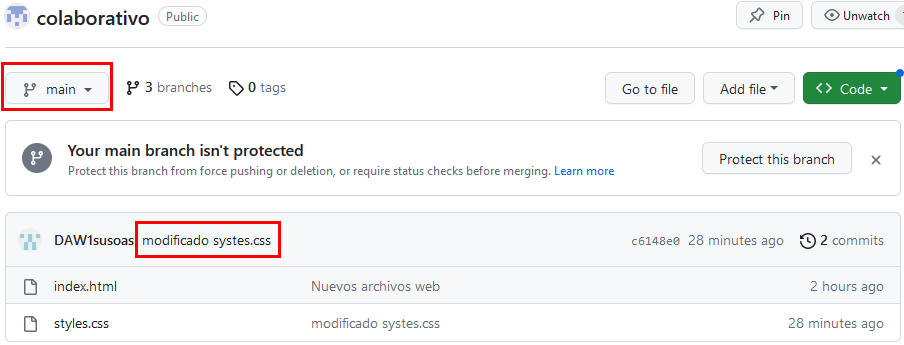 colaborativo Public Pin Unwatch
main 3 branches 0 tags Go to file Add file Code
Your main branch isn't protected
Protect this branch from force pushing or deletion, or require status checks before merging. Learn more
Protect this branch
DAW1susoas modificado systes.css c6148e0 28 minutes ago 2 commits
index.html Nuevos archivos web 2 hours ago
styles.css modificado systes.css 28 minutes ago